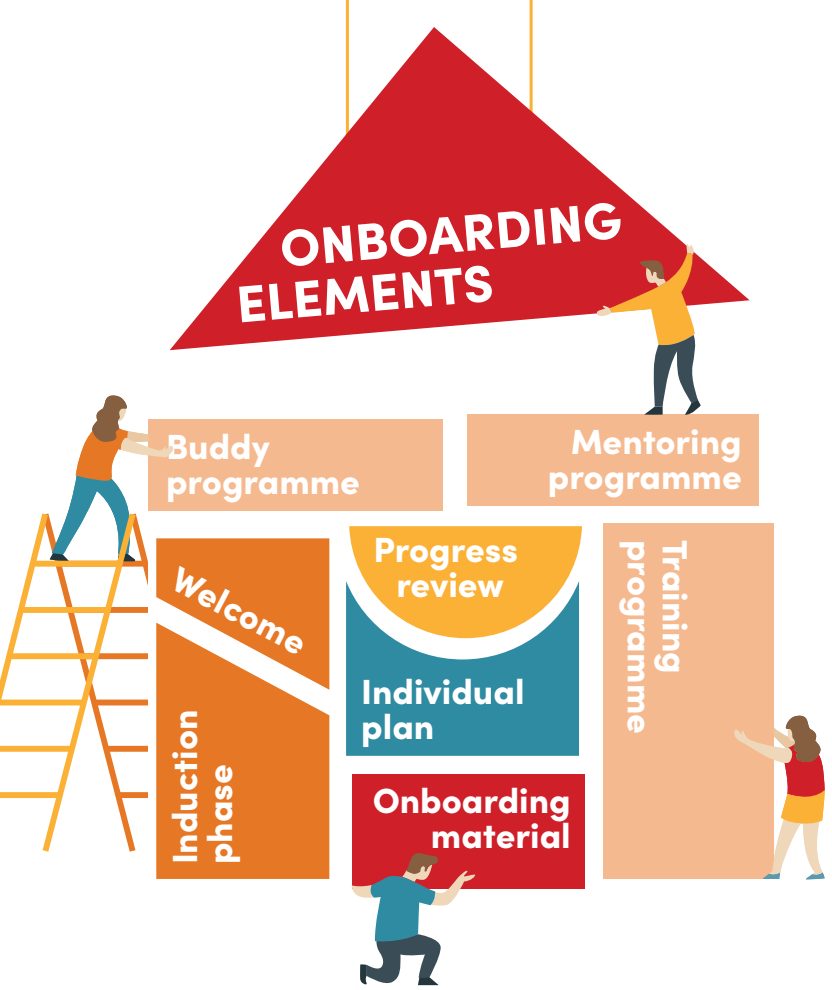 ONBOARDING
ELEMENTS
Buddy
programme
Mentoring
programme
Welcome
Progress
review
Training
programme
Individual
plan
Induction
phase
Onboarding
material